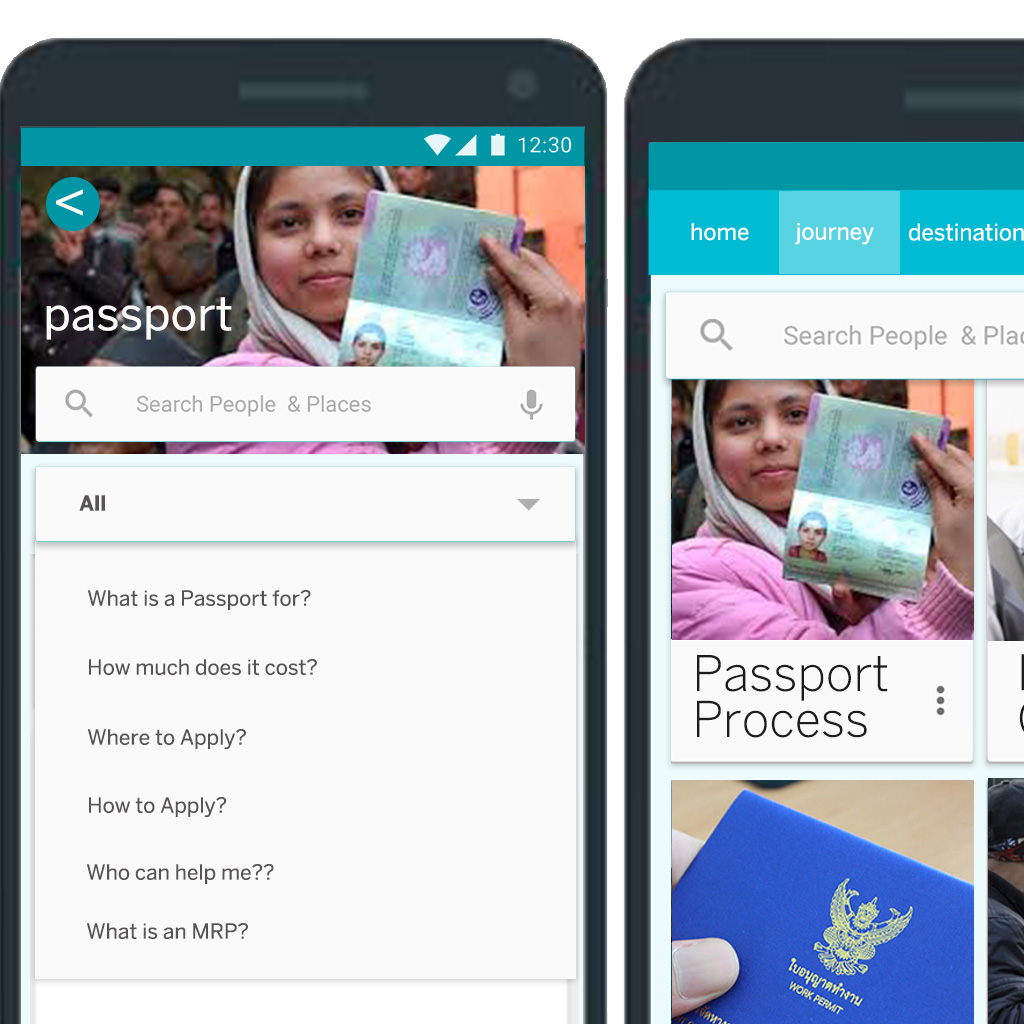 12:30
<
passport
Search People & Places
All
What is a Passport for?
How much does it cost?
Where to Apply?
How to Apply?
Who can help me??
What is an MRP?
home journey destination
Search People & Plac
Passport
Process
ใบอนุญาตทำงาน
WORK PERMIT